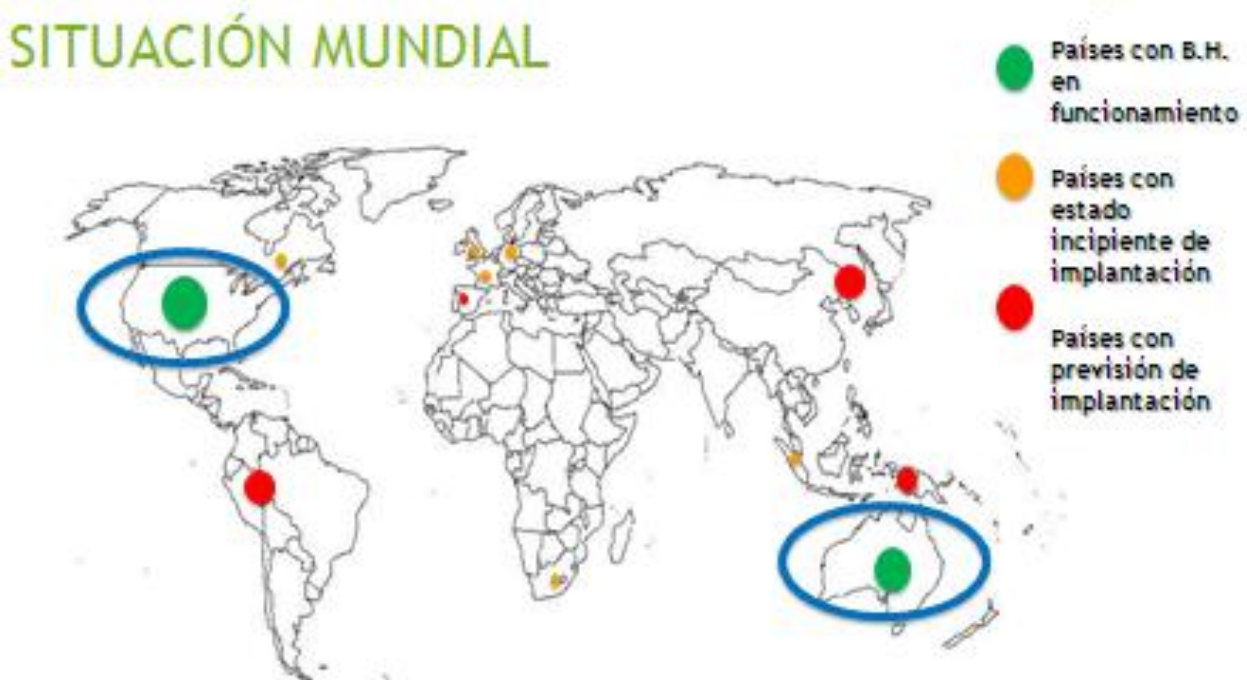 SITUACIÓN MUNDIAL
Países con B.H.
en
funcionamiento
Países con
estado
incipiente de
implantación
Países con
previsión de
implantación